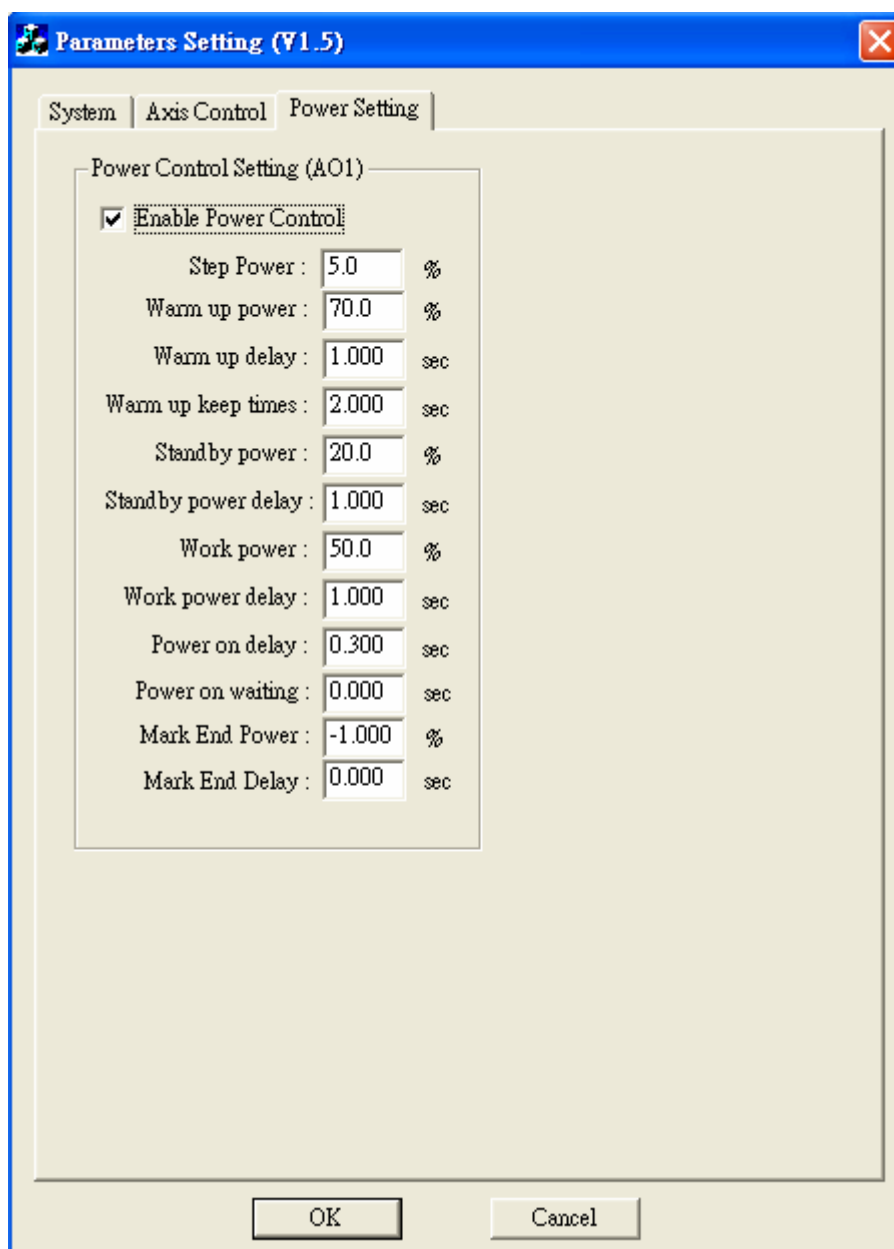 Parameters Setting (V1.5)
System Axis Control Power Setting
Power Control Setting (AO1)
Enable Power Control
Step Power : 5.0 %
Warm up power : 70.0 %
Warm up delay : 1.000 sec
Warm up keep times : 2.000 sec
Standby power : 20.0 %
Standby power delay : 1.000 sec
Work power : 50.0 %
Work power delay : 1.000 sec
Power on delay : 0.300 sec
Power on waiting : 0.000 sec
Mark End Power : -1.000 %
Mark End Delay : 0.000 sec
OK Cancel